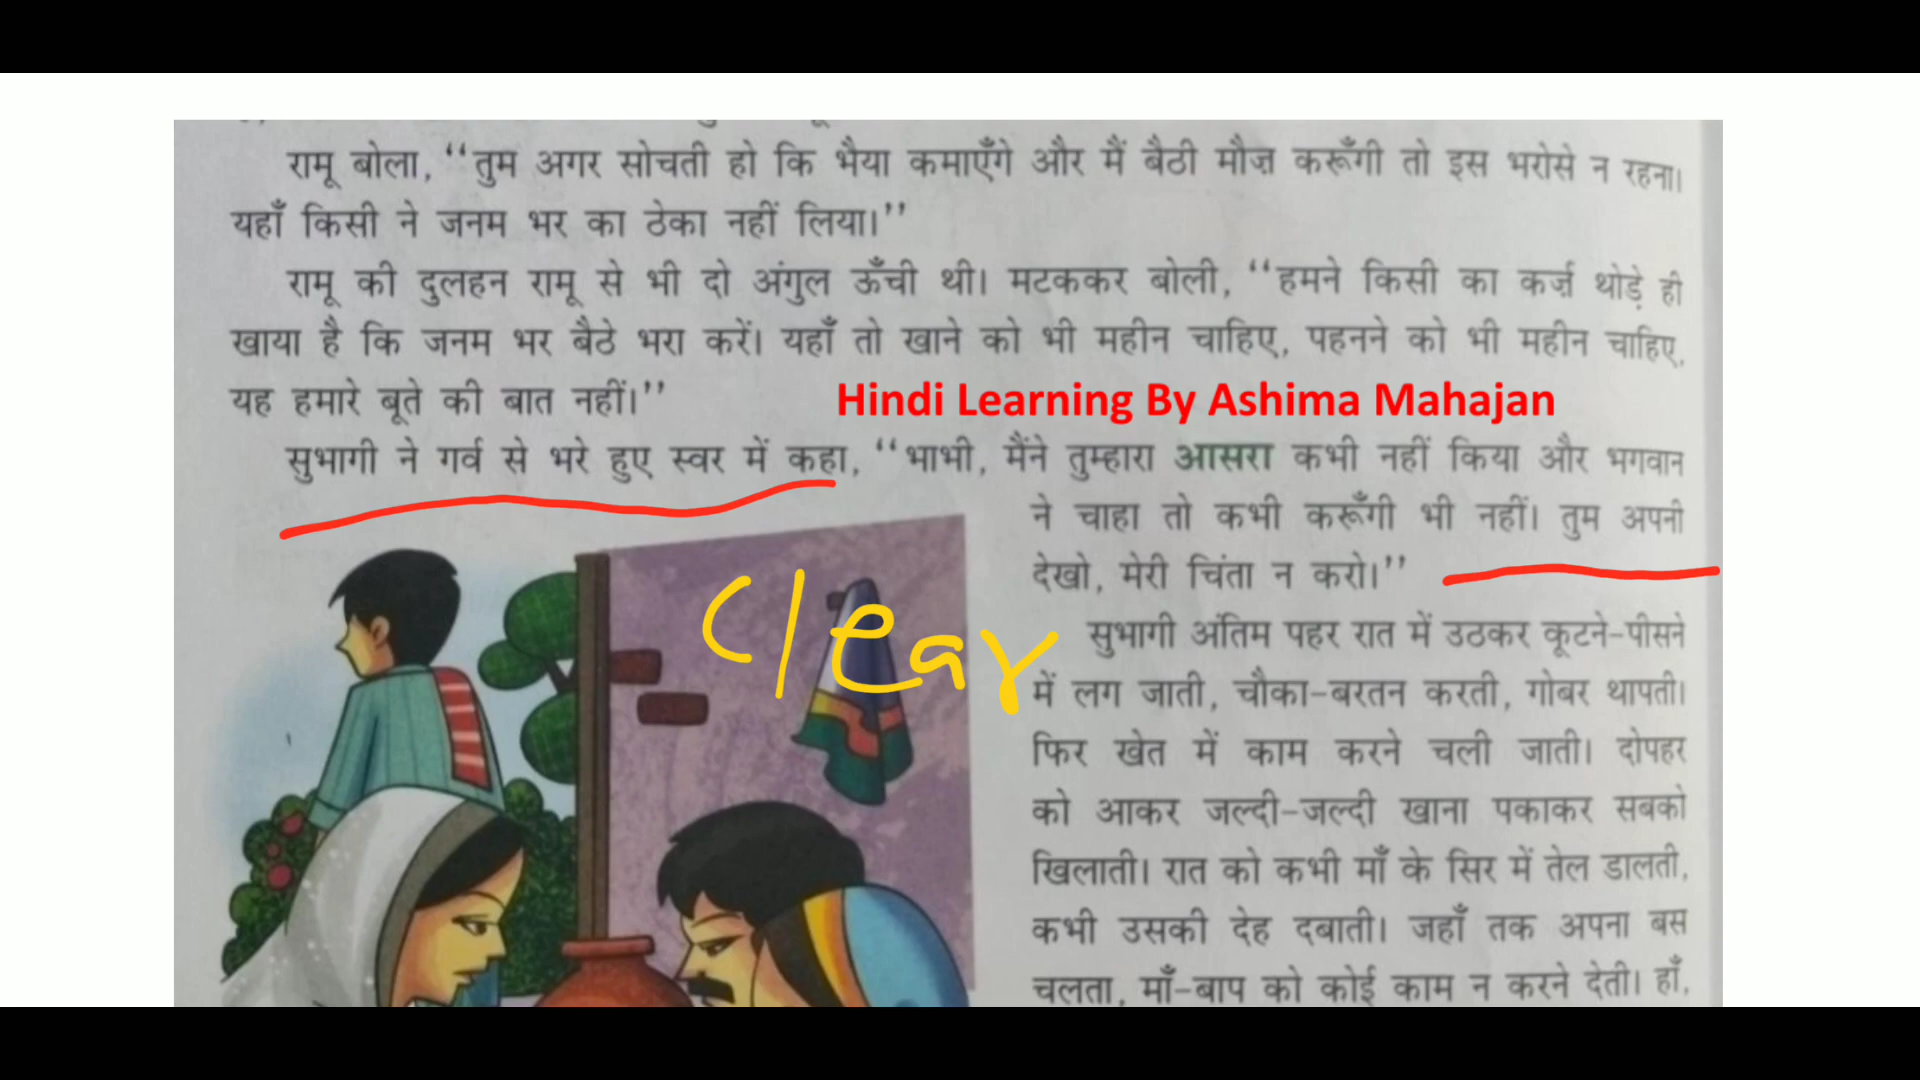 रामू बोला, ‘‘तुम अगर सोचती हो कि भैया कमाएँगे और मैं बैठी मौज़ करूँगी तो इस भरोसे न रहना।
यहाँ किसी ने जनम भर का ठेका नहीं लिया।’’
रामू की दुलहन रामू से भी दो अंगुल ऊँची थी। मटककर बोली, ‘‘हमने किसी का कर्ज़ थोड़े ही
खाया है कि जनम भर बैठे भरा करें। यहाँ तो खाने को भी महीन चाहिए, पहनने को भी महीन चाहिए,
यह हमारे बूते की बात नहीं।’’
Hindi Learning By Ashima Mahajan
सुभागी ने गर्व से भरे हुए स्वर में कहा, ‘‘भाभी, मैंने तुम्हारा आसरा कभी नहीं किया और भगवान
ने चाहा तो कभी करूँगी भी नहीं। तुम अपनी
देखो, मेरी चिंता न करो।’’
clear
सुभागी अंतिम पहर रात में उठकर कूटने-पीसने
में लग जाती, चौका-बरतन करती, गोबर थापती।
फिर खेत में काम करने चली जाती। दोपहर
को आकर जल्दी-जल्दी खाना पकाकर सबको
खिलाती। रात को कभी माँ के सिर में तेल डालती,
कभी उसकी देह दबाती। जहाँ तक अपना बस
चलता, माँ-बाप को कोई काम न करने देती। हाँ,